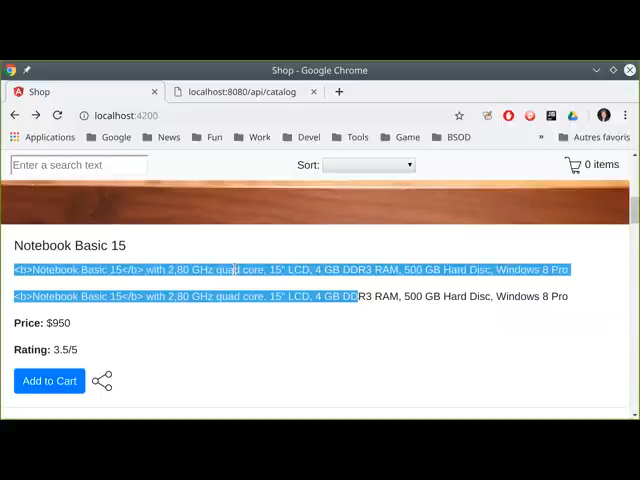 Shop - Google Chrome
Shop
localhost:8080/api/catalog
localhost:4200
Applications
Google
News
Fun
Work
Devel
Tools
Game
BSOD
»
Autres favoris
Enter a search text
Sort:
0 items
Notebook Basic 15
<b>Notebook Basic 15</b> with 2,80 GHz quad core, 15" LCD, 4 GB DDR3 RAM, 500 GB Hard Disc, Windows 8 Pro
<b>Notebook Basic 15</b> with 2,80 GHz quad core, 15" LCD, 4 GB DDR3 RAM, 500 GB Hard Disc, Windows 8 Pro
Price: $950
Rating: 3.5/5
Add to Cart